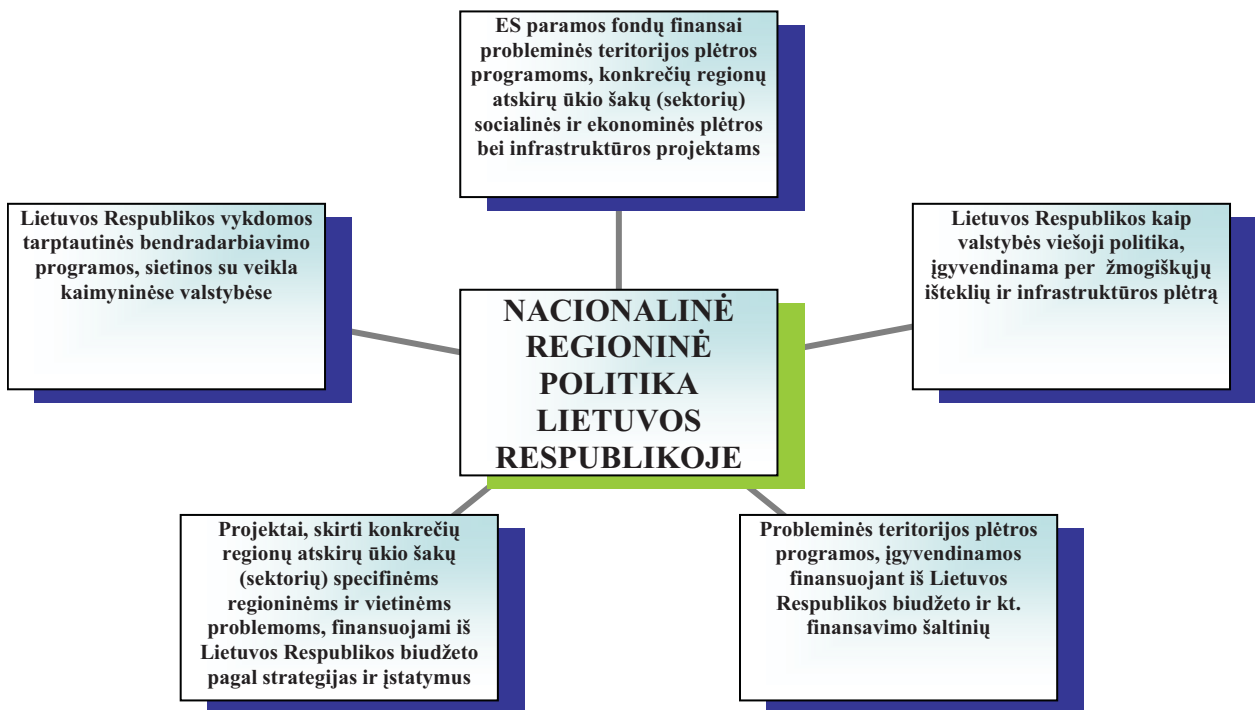 ES paramos fondų finansai
probleminės teritorijos plėtros
programoms, konkrečių regionų
atskirų ūkio šakų (sektorių)
socialinės ir ekonominės plėtros
bei infrastruktūros projektams
Lietuvos Respublikos vykdomos
tarptautinės bendradarbiavimo
programos, sietinos su veikla
kaimyninėse valstybėse
Lietuvos Respublikos kaip
valstybės viešoji politika,
įgyvendinama per žmogiškųjų
išteklių ir infrastruktūros plėtrą
NACIONALINĖ
REGIONINĖ
POLITIKA
LIETUVOS
RESPUBLIKOJE
Projektai, skirti konkrečių
regionų atskirų ūkio šakų
(sektorių) specifinėms
regioninėms ir vietinėms
problemoms, finansuojami iš
Lietuvos Respublikos biudžeto
pagal strategijas ir įstatymus
Probleminės teritorijos plėtros
programos, įgyvendinamos
finansuojant iš Lietuvos
Respublikos biudžeto ir kt.
finansavimo šaltinių